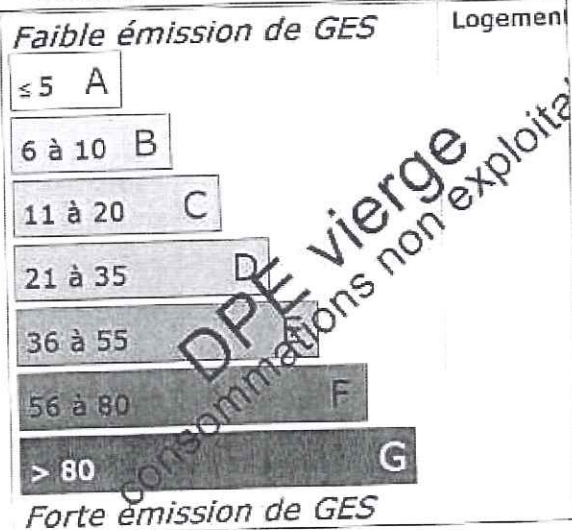 Faible émission de GES
Logement
≤ 5 A
6 à 10 B
11 à 20 C
21 à 35 D
36 à 55 E
56 à 80 F
> 80 G
Forte émission de GES
DPE vierge
consommations non exploita